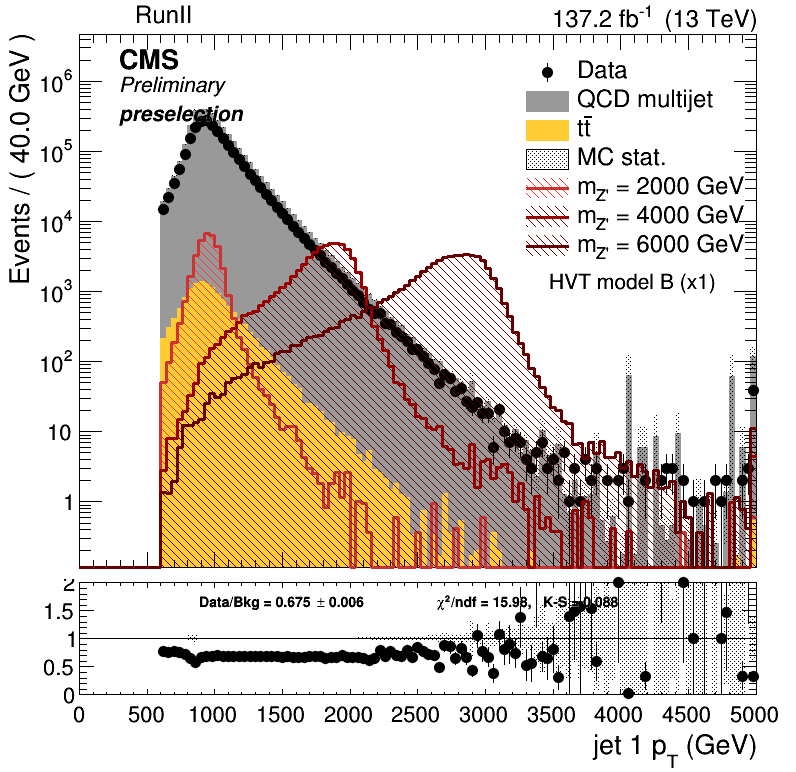 RunII 137.2 fb⁻¹ (13 TeV)
CMS
Preliminary
preselection
Data
QCD multijet
tt̄
MC stat.
m_Z' = 2000 GeV
m_Z' = 4000 GeV
m_Z' = 6000 GeV
HVT model B (x1)
Events / ( 40.0 GeV )
10⁶
10⁵
10⁴
10³
10²
10
1
Data/Bkg = 0.675 ± 0.006 χ²/ndf = 15.98, K-S = 0.088
2
1.5
1
0.5
0
0 500 1000 1500 2000 2500 3000 3500 4000 4500 5000
jet 1 p_T (GeV)